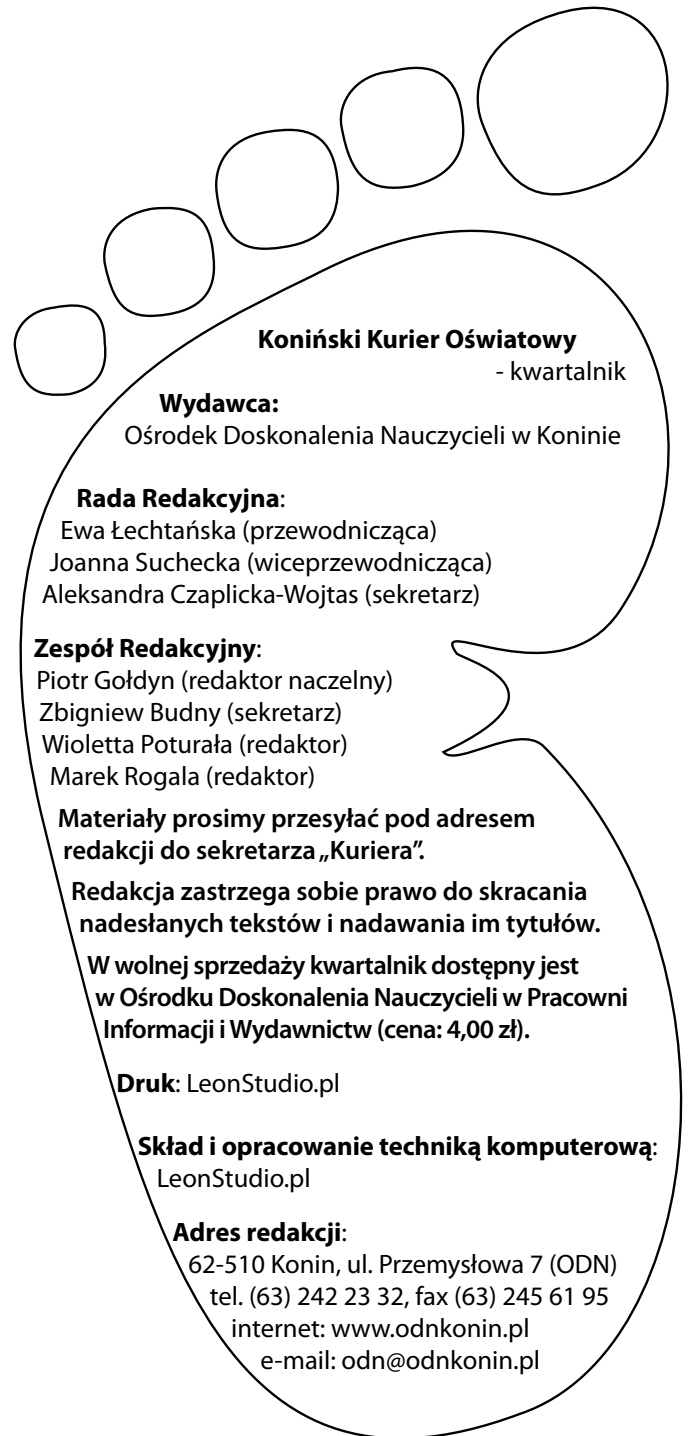 Koniński Kurier Oświatowy
- kwartalnik
Wydawca:
Ośrodek Doskonalenia Nauczycieli w Koninie
Rada Redakcyjna:
Ewa Łechtańska (przewodnicząca)
Joanna Suchecka (wiceprzewodnicząca)
Aleksandra Czaplicka-Wojtas (sekretarz)
Zespół Redakcyjny:
Piotr Gołdyn (redaktor naczelny)
Zbigniew Budny (sekretarz)
Wioletta Poturała (redaktor)
Marek Rogala (redaktor)
Materiały prosimy przesyłać pod adresem
redakcji do sekretarza „Kuriera”.
Redakcja zastrzega sobie prawo do skracania
nadesłanych tekstów i nadawania im tytułów.
W wolnej sprzedaży kwartalnik dostępny jest
w Ośrodku Doskonalenia Nauczycieli w Pracowni
Informacji i Wydawnictw (cena: 4,00 zł).
Druk: LeonStudio.pl
Skład i opracowanie techniką komputerową:
LeonStudio.pl
Adres redakcji:
62-510 Konin, ul. Przemysłowa 7 (ODN)
tel. (63) 242 23 32, fax (63) 245 61 95
internet: www.odnkonin.pl
e-mail: odn@odnkonin.pl